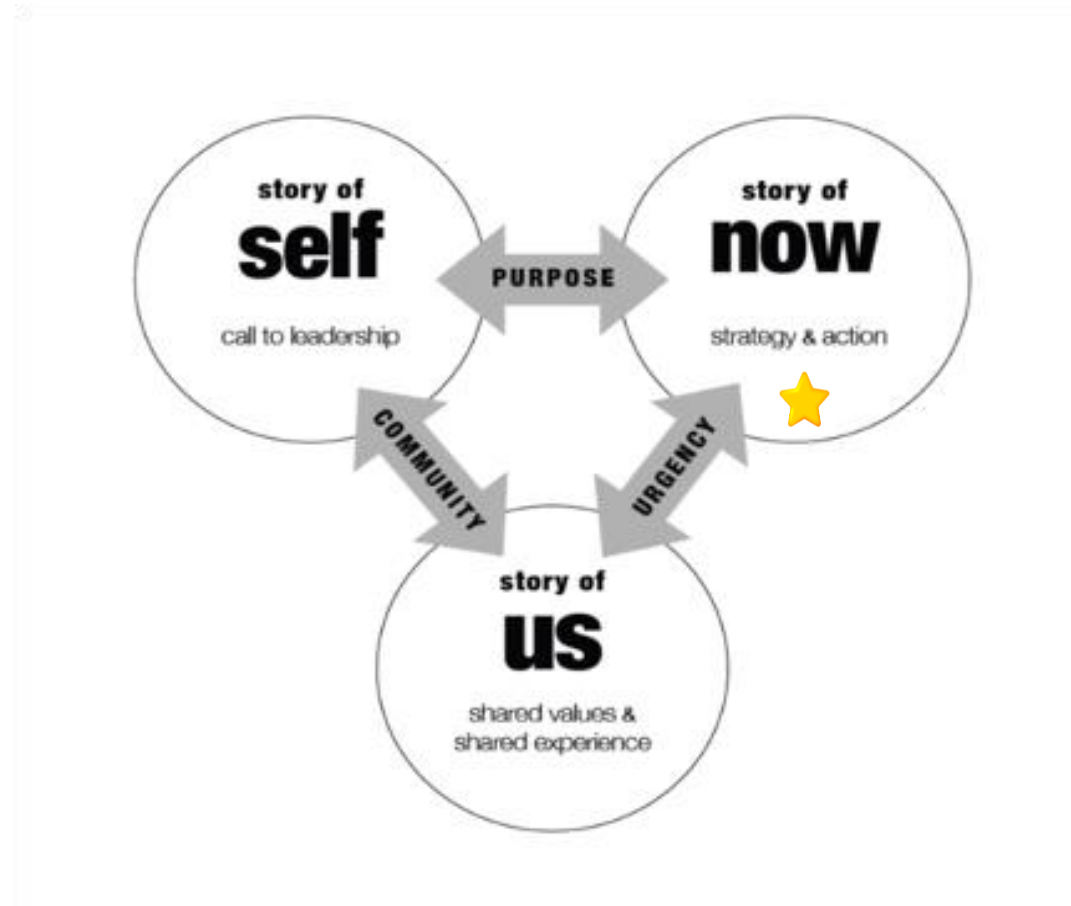 story of
self
call to leadership
PURPOSE
story of
now
strategy & action
COMMUNITY
URGENCY
story of
us
shared values &
shared experience